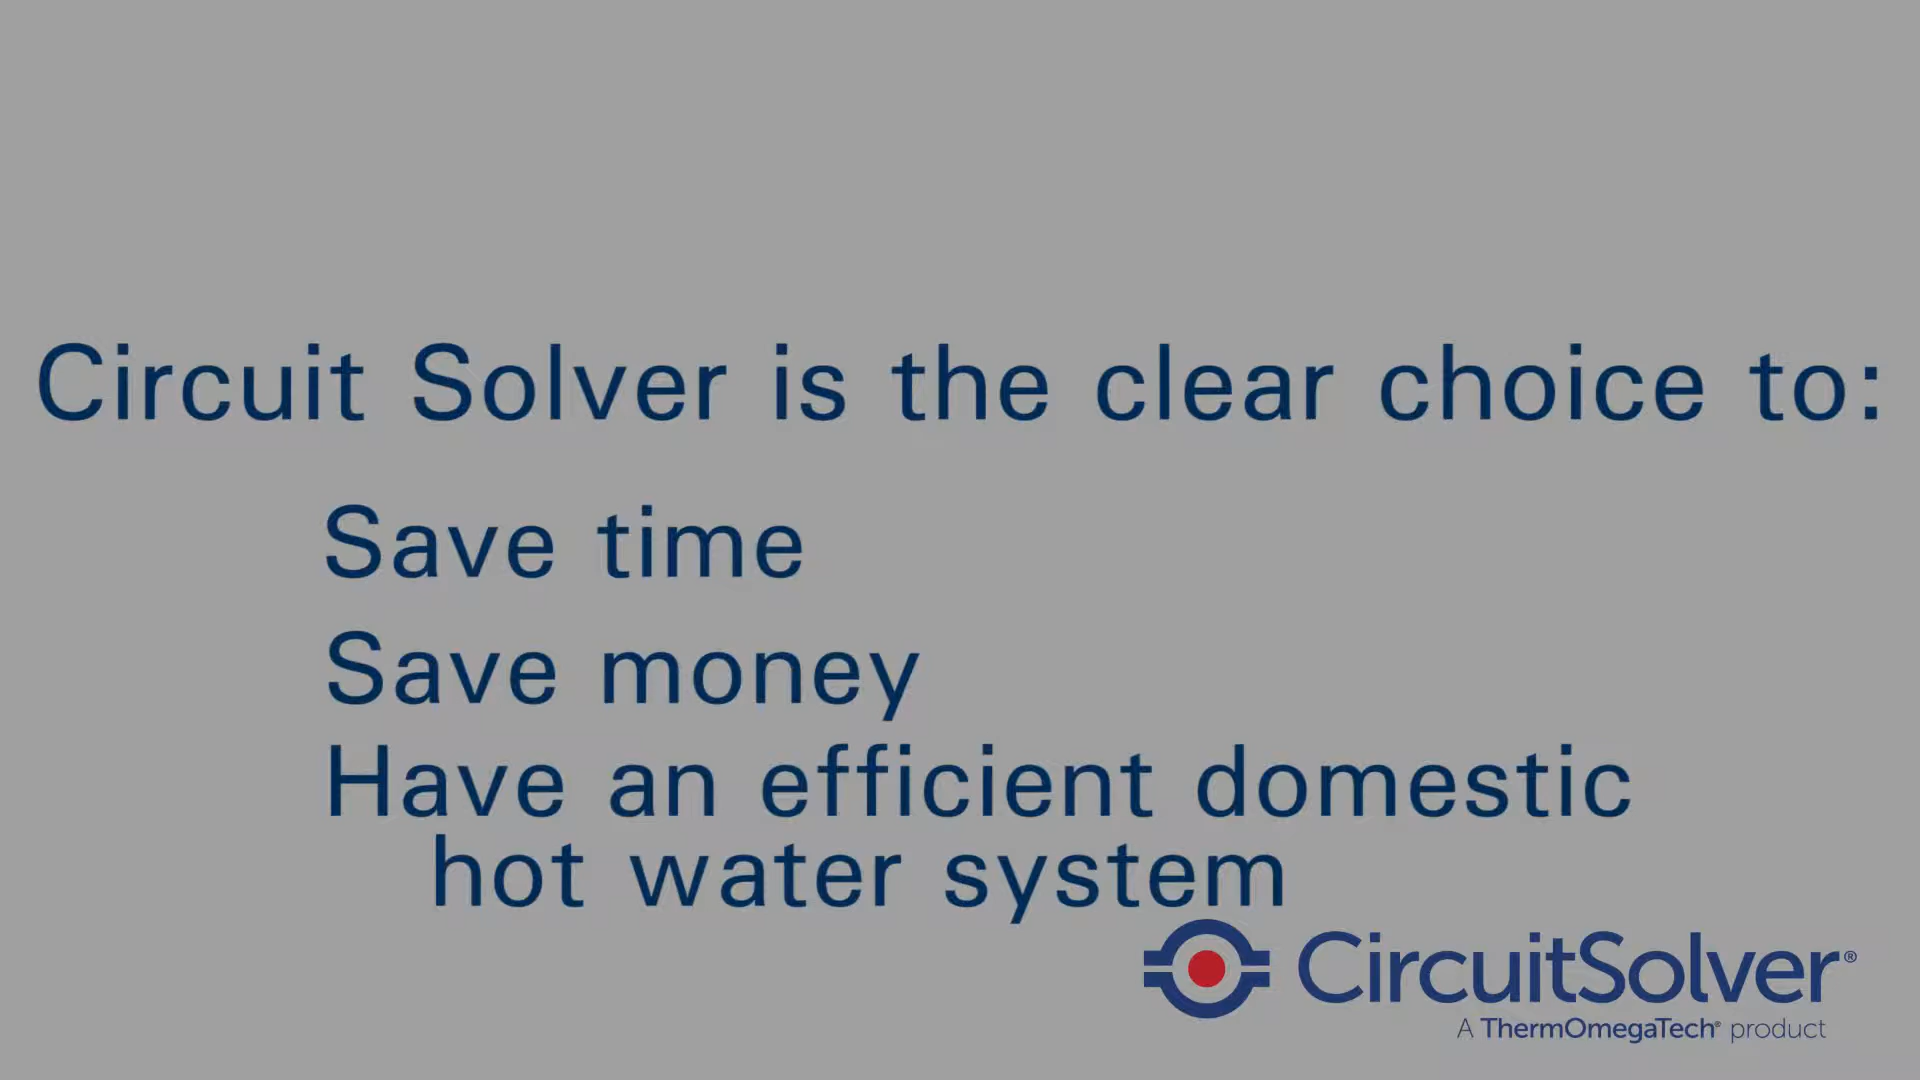 Circuit Solver is the clear choice to:
Save time
Save money
Have an efficient domestic
hot water system
CircuitSolver®
A ThermOmegaTech® product